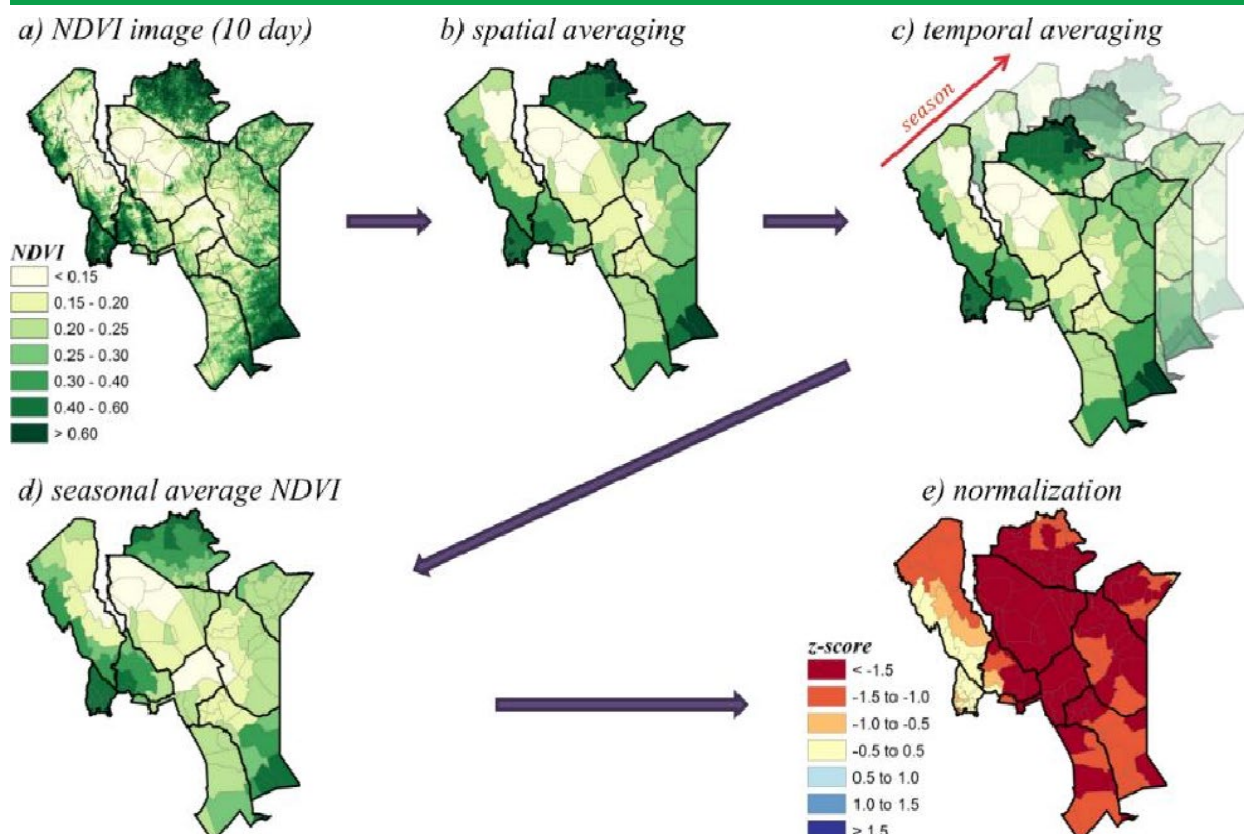 a) NDVI image (10 day)
b) spatial averaging
c) temporal averaging
season
NDVI
< 0.15
0.15 - 0.20
0.20 - 0.25
0.25 - 0.30
0.30 - 0.40
0.40 - 0.60
> 0.60
d) seasonal average NDVI
e) normalization
z-score
< -1.5
-1.5 to -1.0
-1.0 to -0.5
-0.5 to 0.5
0.5 to 1.0
1.0 to 1.5
> 1.5